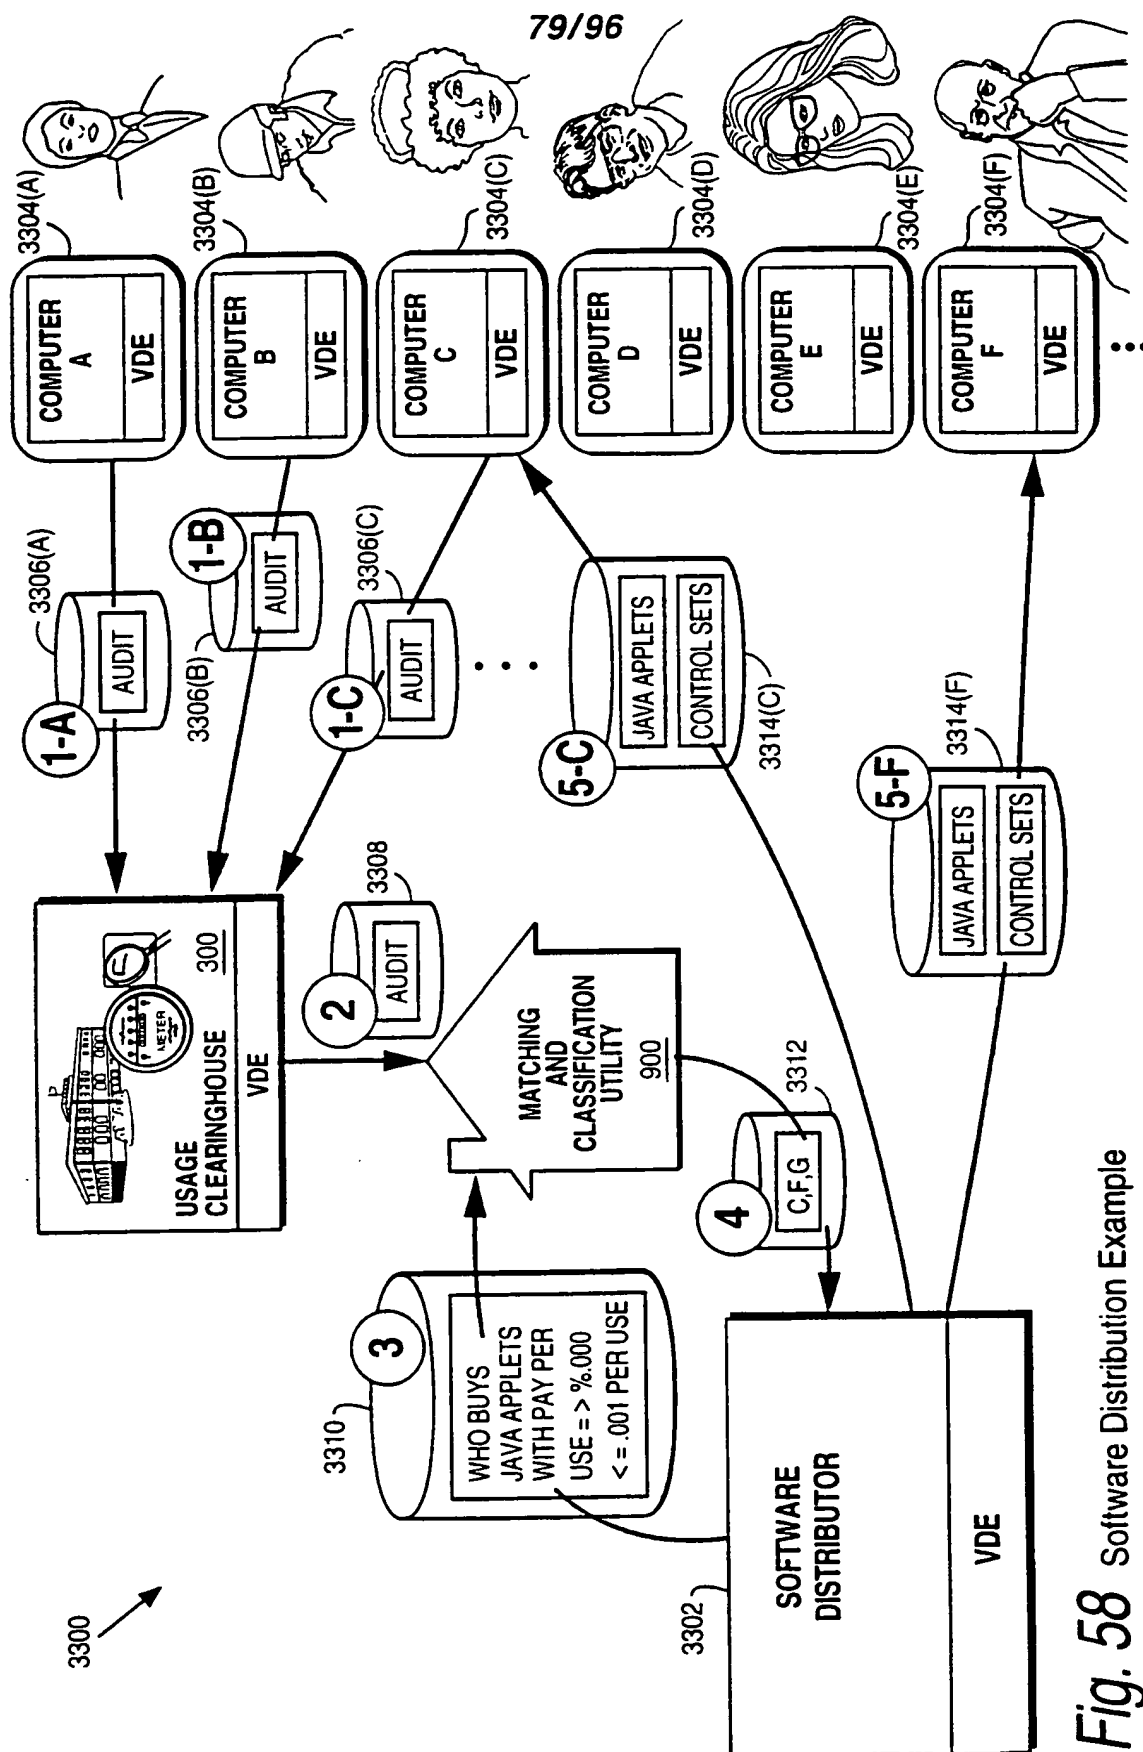 79/96
3300
USAGE
CLEARINGHOUSE
300
METER
VDE
1-A
AUDIT
3306(A)
COMPUTER
A
VDE
3304(A)
1-B
AUDIT
3306(B)
COMPUTER
B
VDE
3304(B)
1-C
AUDIT
3306(C)
COMPUTER
C
VDE
3304(C)
COMPUTER
D
VDE
3304(D)
COMPUTER
E
VDE
3304(E)
COMPUTER
F
VDE
3304(F)
2
AUDIT
3308
MATCHING
AND
CLASSIFICATION
UTILITY
900
3
3310
WHO BUYS
JAVA APPLETS
WITH PAY PER
USE = > %.000
< = .001 PER USE
4
C,F,G
3312
5-C
JAVA APPLETS
CONTROL SETS
3314(C)
5-F
JAVA APPLETS
CONTROL SETS
3314(F)
3302
SOFTWARE
DISTRIBUTOR
VDE
Fig. 58 Software Distribution Example